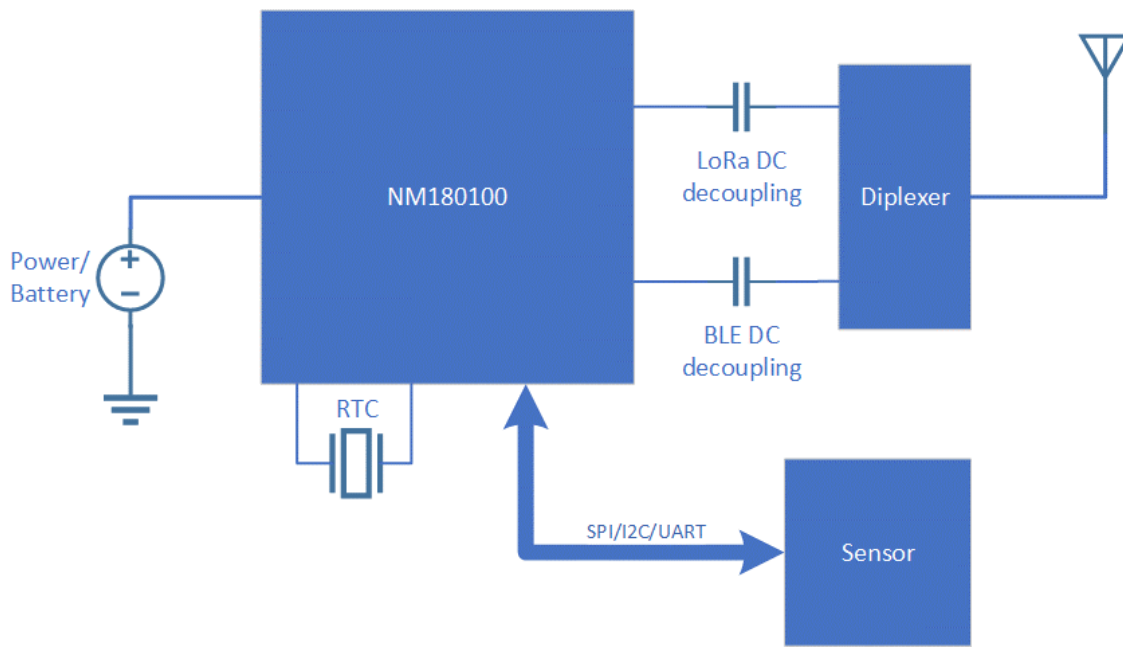 NM180100
LoRa DC
decoupling
Diplexer
Power/
Battery
+
−
BLE DC
decoupling
RTC
SPI/I2C/UART
Sensor